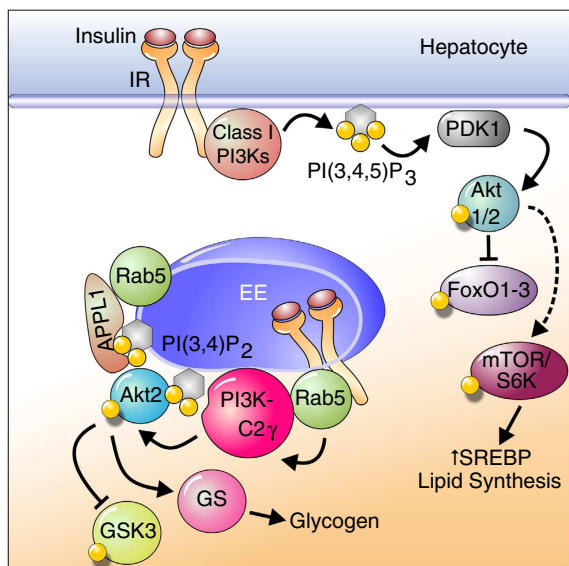 Insulin
Hepatocyte
IR
Class I
PI3Ks
PI(3,4,5)P3
PDK1
Akt
1/2
FoxO1-3
mTOR/
S6K
↑SREBP
Lipid Synthesis
Rab5
EE
APPL1
PI(3,4)P2
Akt2
PI3K-
C2γ
Rab5
GS
Glycogen
GSK3